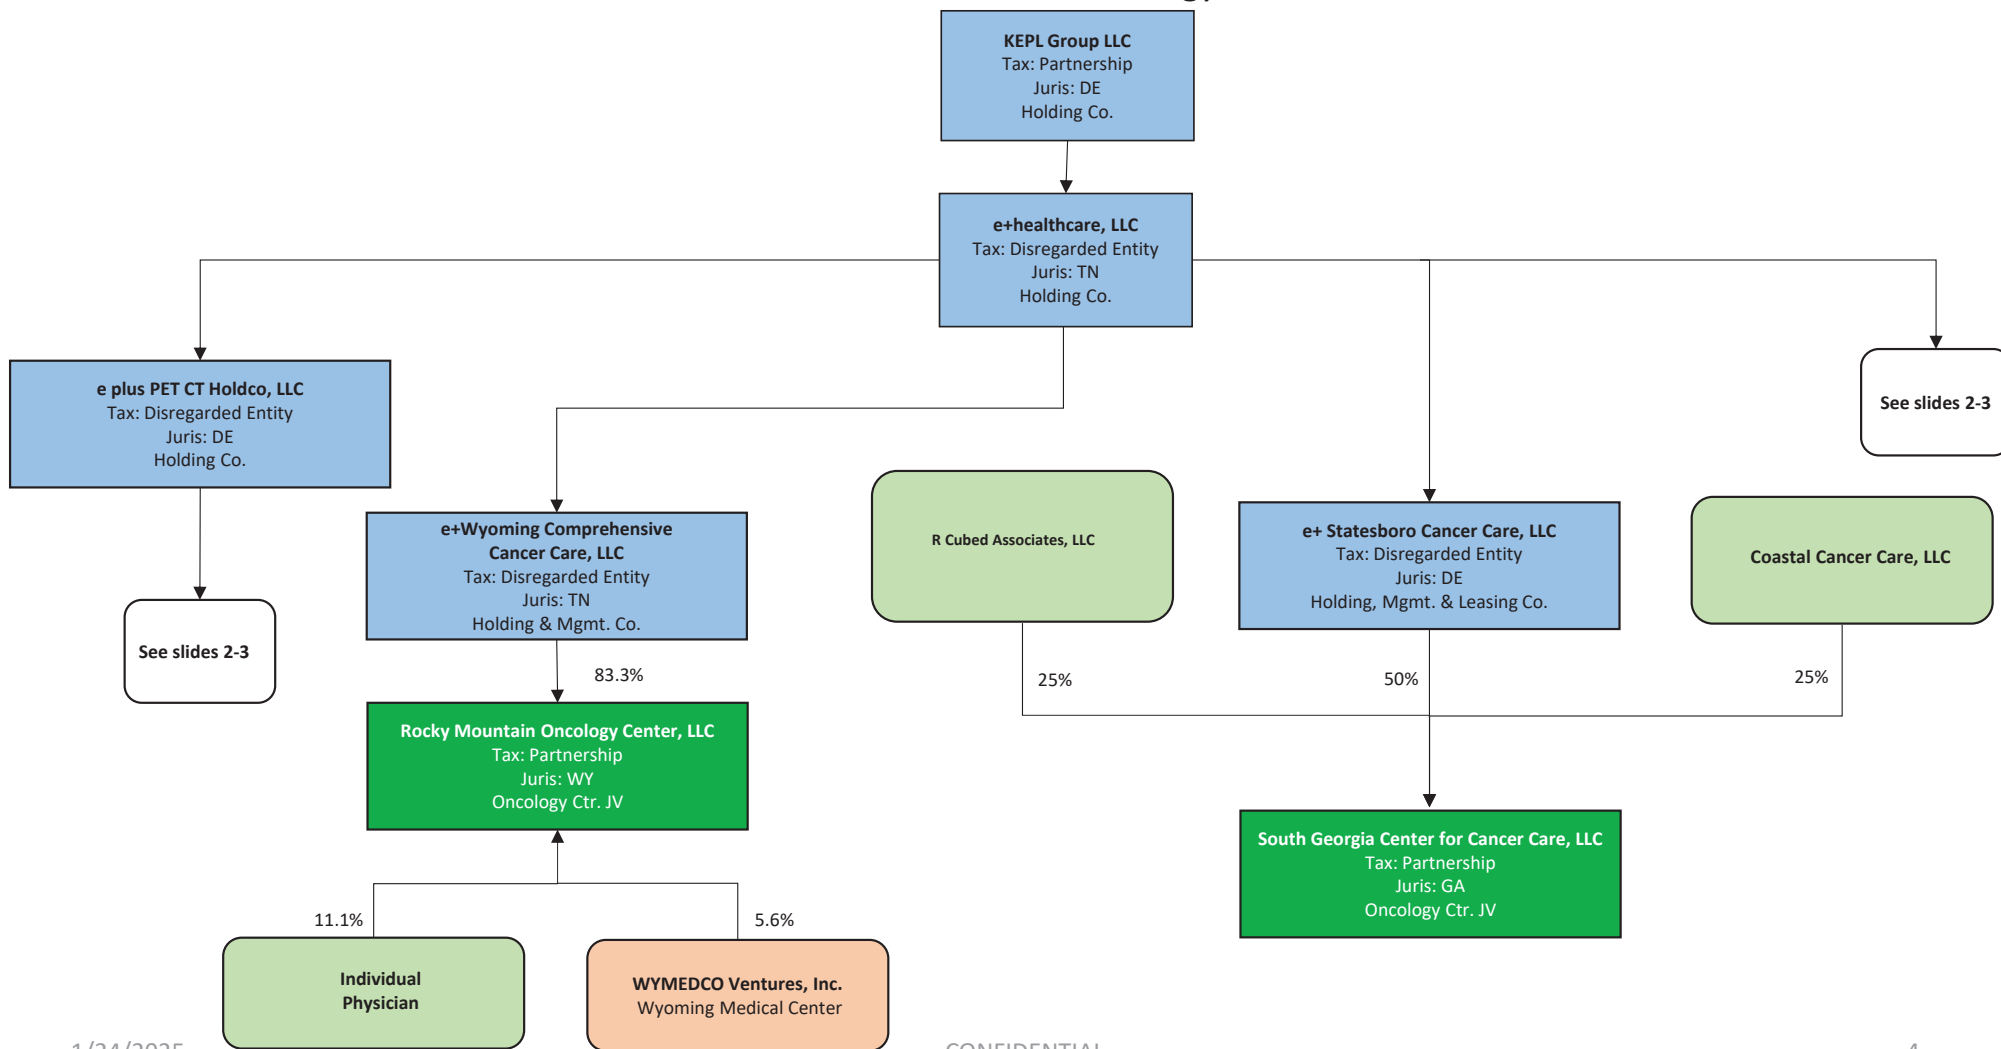 KEPL Group LLC
Tax: Partnership
Juris: DE
Holding Co.
e+healthcare, LLC
Tax: Disregarded Entity
Juris: TN
Holding Co.
e plus PET CT Holdco, LLC
Tax: Disregarded Entity
Juris: DE
Holding Co.
See slides 2-3
See slides 2-3
e+Wyoming Comprehensive
Cancer Care, LLC
Tax: Disregarded Entity
Juris: TN
Holding & Mgmt. Co.
R Cubed Associates, LLC
e+ Statesboro Cancer Care, LLC
Tax: Disregarded Entity
Juris: DE
Holding, Mgmt. & Leasing Co.
Coastal Cancer Care, LLC
83.3%
25%
50%
25%
Rocky Mountain Oncology Center, LLC
Tax: Partnership
Juris: WY
Oncology Ctr. JV
South Georgia Center for Cancer Care, LLC
Tax: Partnership
Juris: GA
Oncology Ctr. JV
11.1%
5.6%
Individual
Physician
WYMEDCO Ventures, Inc.
Wyoming Medical Center
1/24/2025
CONFIDENTIAL
4